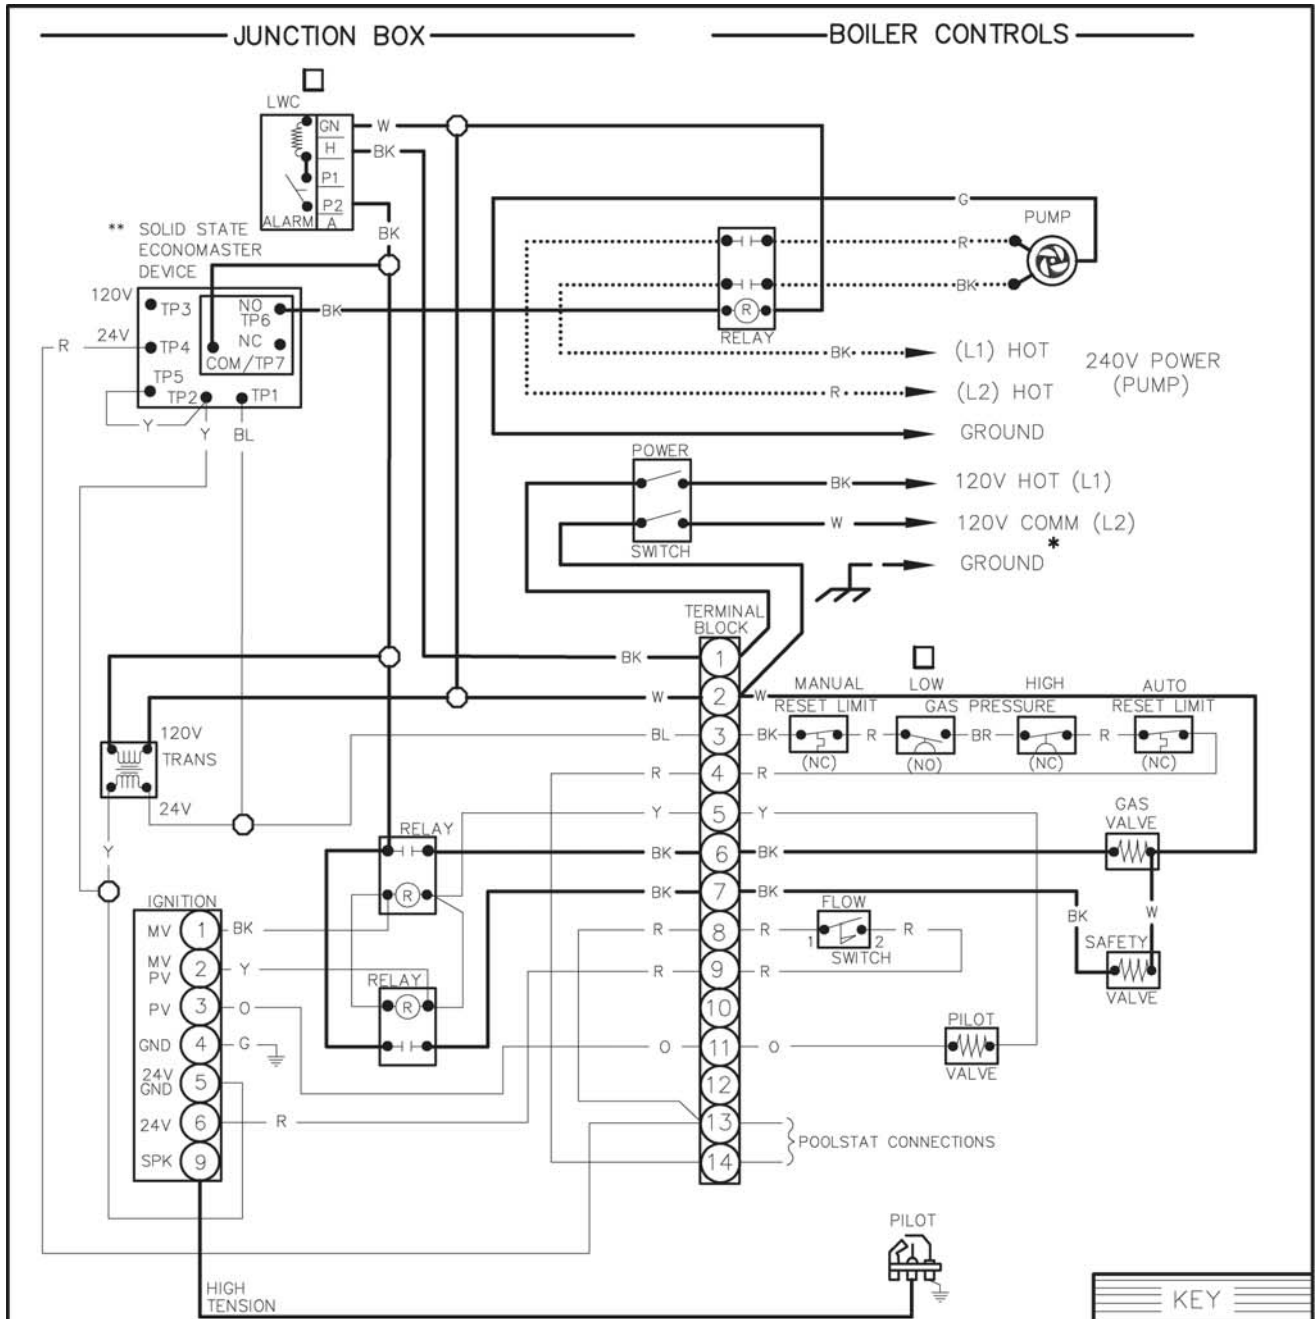 JUNCTION BOX
BOILER CONTROLS
LWC
GN
W
H
BK
P1
P2
ALARM
A
BK
G
PUMP
R
BK
** SOLID STATE
ECONOMASTER
DEVICE
120V
TP3
NO
TP6
BK
R
RELAY
24V
R
TP4
NC
COM/TP7
TP5
TP2
TP1
Y
Y
BL
BK
(L1) HOT
R
(L2) HOT
240V POWER
(PUMP)
GROUND
POWER
SWITCH
BK
120V HOT (L1)
W
120V COMM (L2)
*
GROUND
TERMINAL
BLOCK
BK
1
W
2
W
MANUAL
RESET LIMIT
LOW
HIGH
GAS PRESSURE
AUTO
RESET LIMIT
BL
3
BK
R
BR
R
(NC)
(NO)
(NC)
(NC)
120V
TRANS
24V
R
4
R
Y
5
Y
GAS
VALVE
RELAY
BK
6
BK
R
BK
7
BK
Y
IGNITION
MV
1
BK
R
8
R
FLOW
1
2
SWITCH
R
BK
W
SAFETY
VALVE
MV
PV
2
Y
RELAY
R
R
9
R
PV
3
O
10
PILOT
VALVE
GND
4
G
O
11
O
24V
GND
5
12
24V
6
R
13
POOLSTAT CONNECTIONS
SPK
9
14
PILOT
HIGH
TENSION
KEY